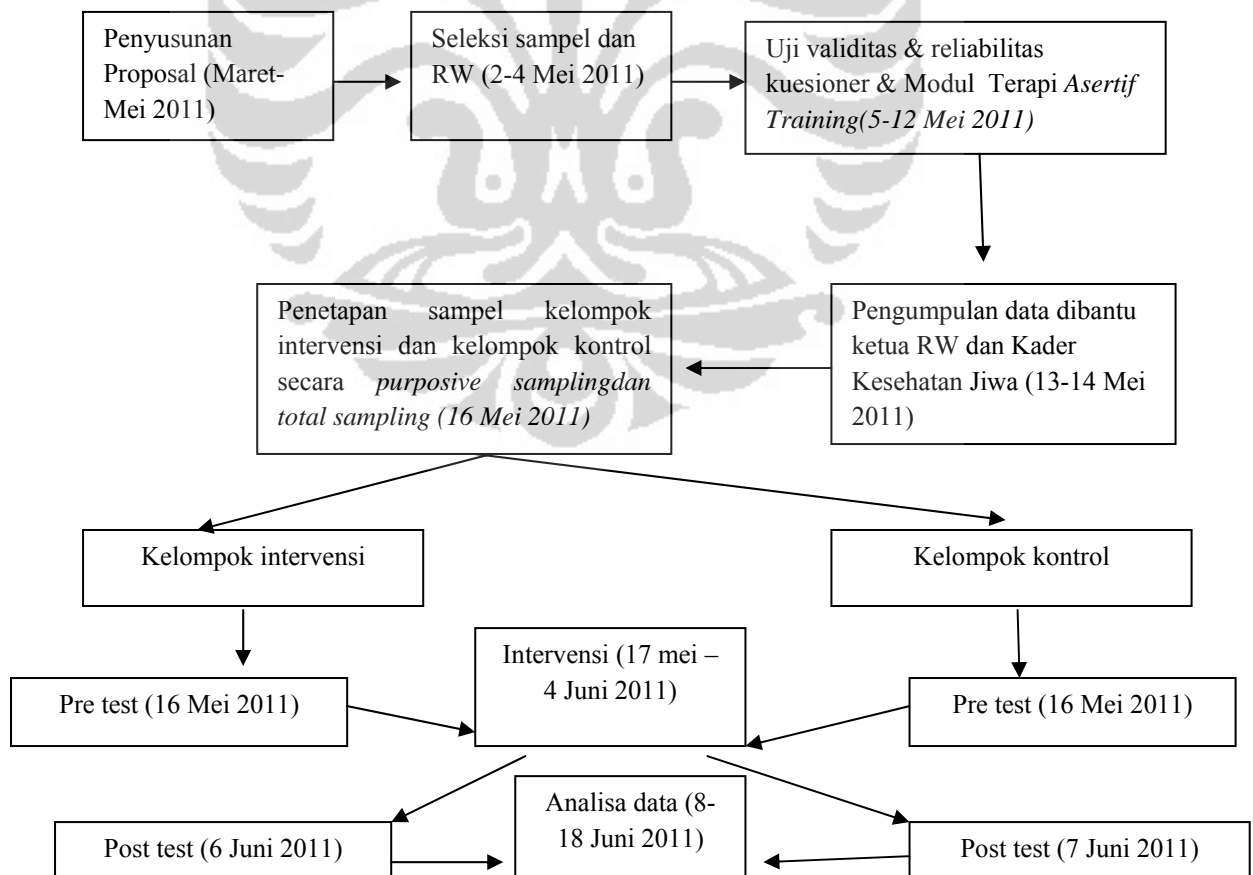 Penyusunan
Proposal (Maret-
Mei 2011)
Seleksi sampel dan
RW (2-4 Mei 2011)
Uji validitas & reliabilitas
kuesioner & Modul Terapi Asertif
Training(5-12 Mei 2011)
Penetapan sampel kelompok
intervensi dan kelompok kontrol
secara purposive samplingdan
total sampling (16 Mei 2011)
Pengumpulan data dibantu
ketua RW dan Kader
Kesehatan Jiwa (13-14 Mei
2011)
Kelompok intervensi
Kelompok kontrol
Intervensi (17 mei –
4 Juni 2011)
Pre test (16 Mei 2011)
Pre test (16 Mei 2011)
Analisa data (8-
18 Juni 2011)
Post test (6 Juni 2011)
Post test (7 Juni 2011)